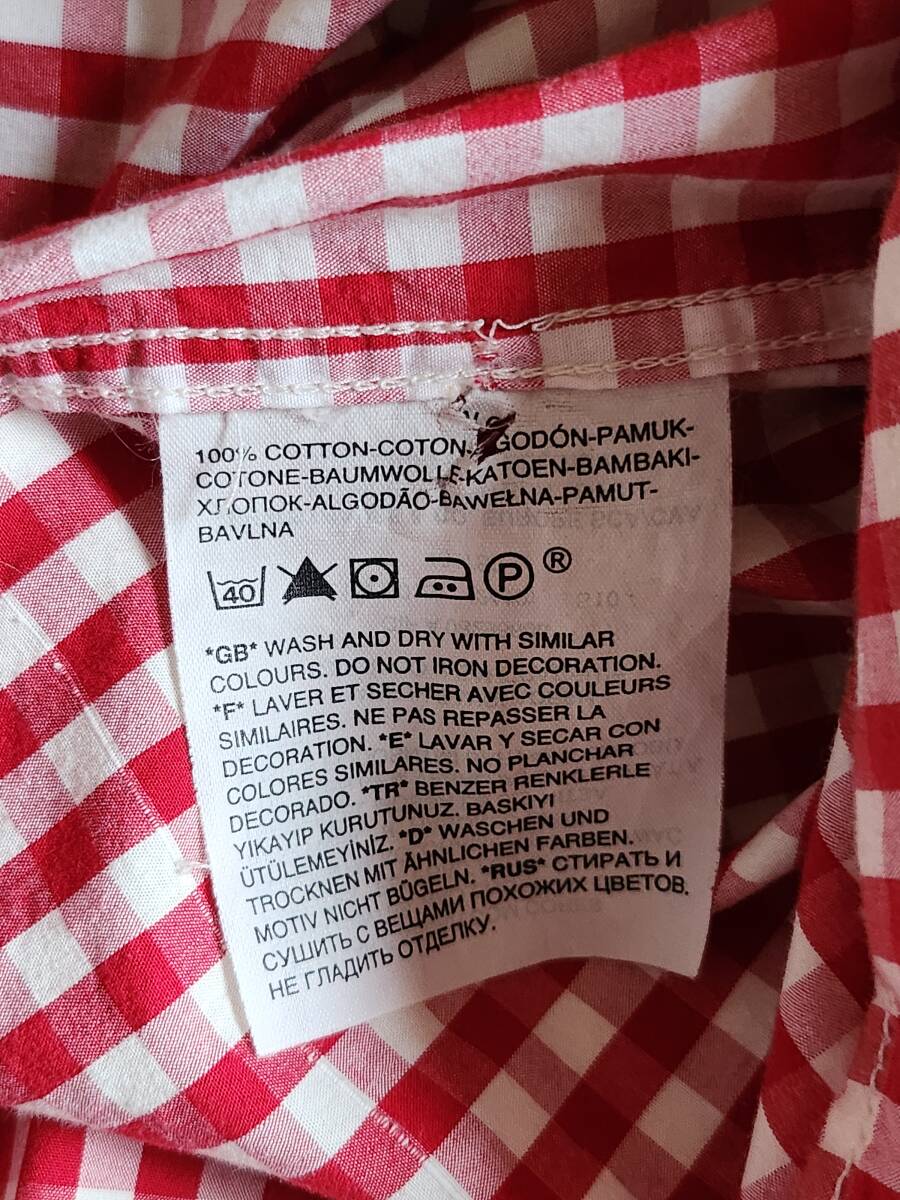 100% COTTON-COTON- GODÓN-PAMUK-
COTONE-BAUMWOLLE-KATOEN-BAMBAKI-
ХЛОПОК-ALGODÃO-BAWEŁNA-PAMUT-
BAVLNA
40 P ®
*GB* WASH AND DRY WITH SIMILAR
COLOURS. DO NOT IRON DECORATION.
*F* LAVER ET SECHER AVEC COULEURS
SIMILAIRES. NE PAS REPASSER LA
DECORATION. *E* LAVAR Y SECAR CON
COLORES SIMILARES. NO PLANCHAR
DECORADO. *TR* BENZER RENKLERLE
YIKAYIP KURUTUNUZ. BASKIYI
ÜTÜLEMEYİNİZ. *D* WASCHEN UND
TROCKNEN MIT ÄHNLICHEN FARBEN.
MOTIV NICHT BÜGELN. *RUS* СТИРАТЬ И
СУШИТЬ С ВЕЩАМИ ПОХОЖИХ ЦВЕТОВ.
НЕ ГЛАДИТЬ ОТДЕЛКУ.